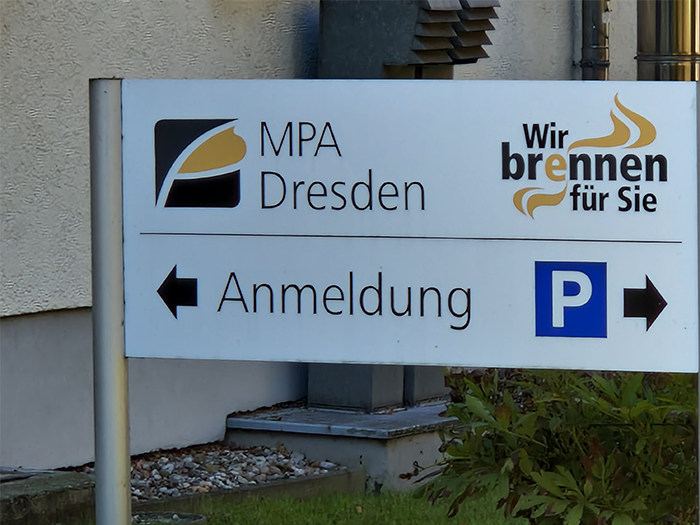 MPA
Dresden
Wir
brennen
für Sie
Anmeldung
P